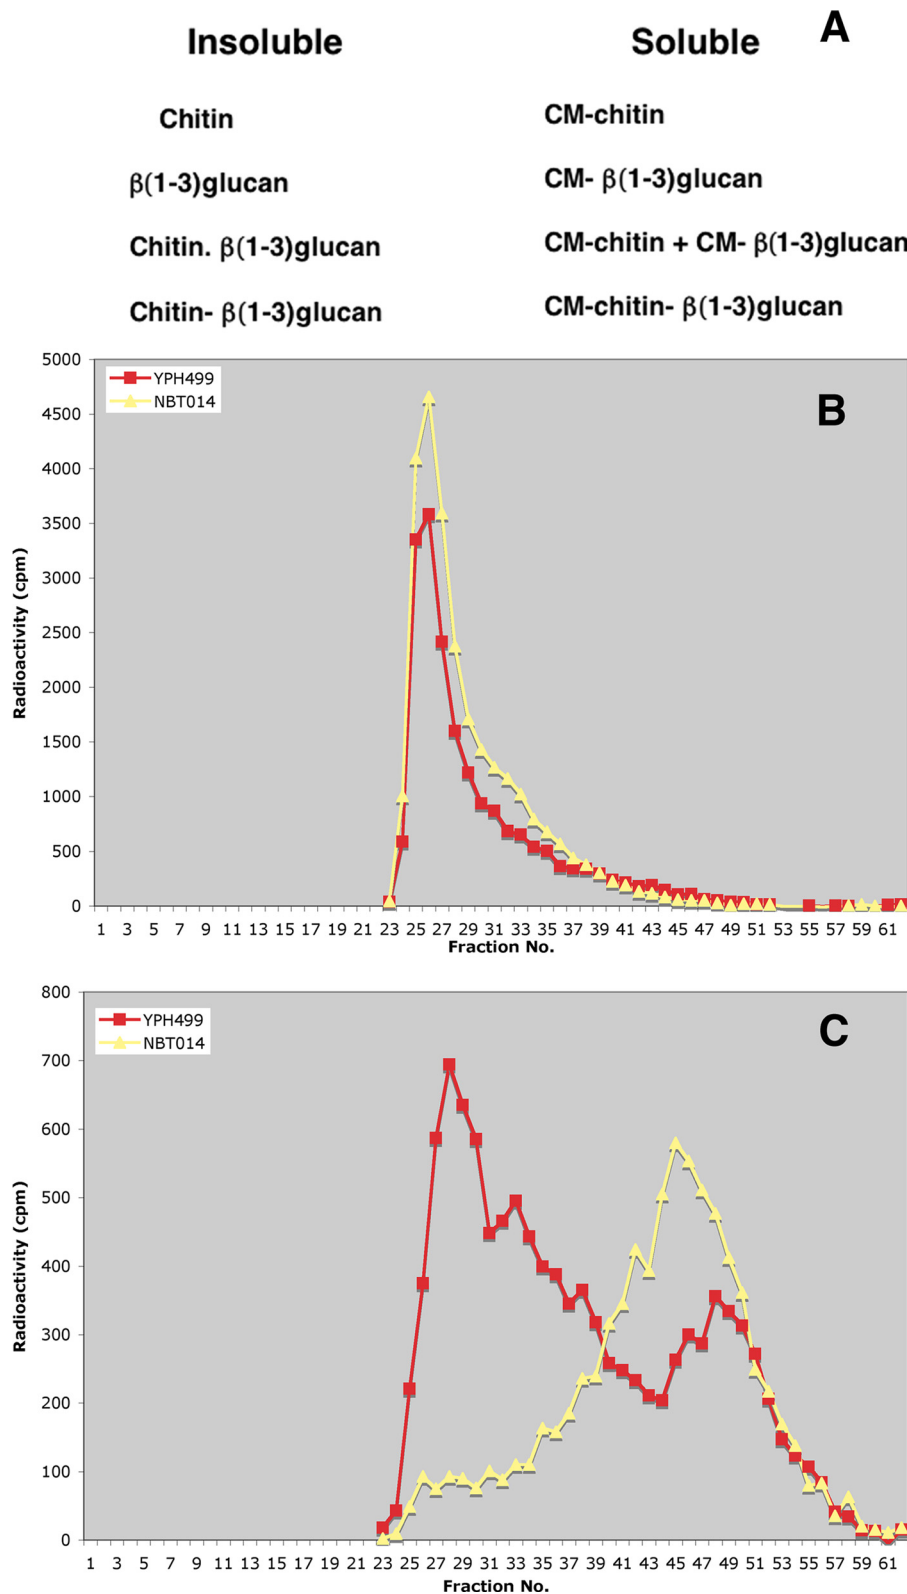 A
Insoluble Soluble
Chitin CM-chitin
β(1-3)glucan CM- β(1-3)glucan
Chitin. β(1-3)glucan CM-chitin + CM- β(1-3)glucan
Chitin- β(1-3)glucan CM-chitin- β(1-3)glucan
B
YPH499
NBT014
5000
4500
4000
3500
3000
2500
2000
1500
1000
500
0
Radioactivity (cpm)
1 3 5 7 9 11 13 15 17 19 21 23 25 27 29 31 33 35 37 39 41 43 45 47 49 51 53 55 57 59 61
Fraction No.
C
YPH499
NBT014
800
700
600
500
400
300
200
100
0
Radioactivity (cpm)
1 3 5 7 9 11 13 15 17 19 21 23 25 27 29 31 33 35 37 39 41 43 45 47 49 51 53 55 57 59 61
Fraction No.